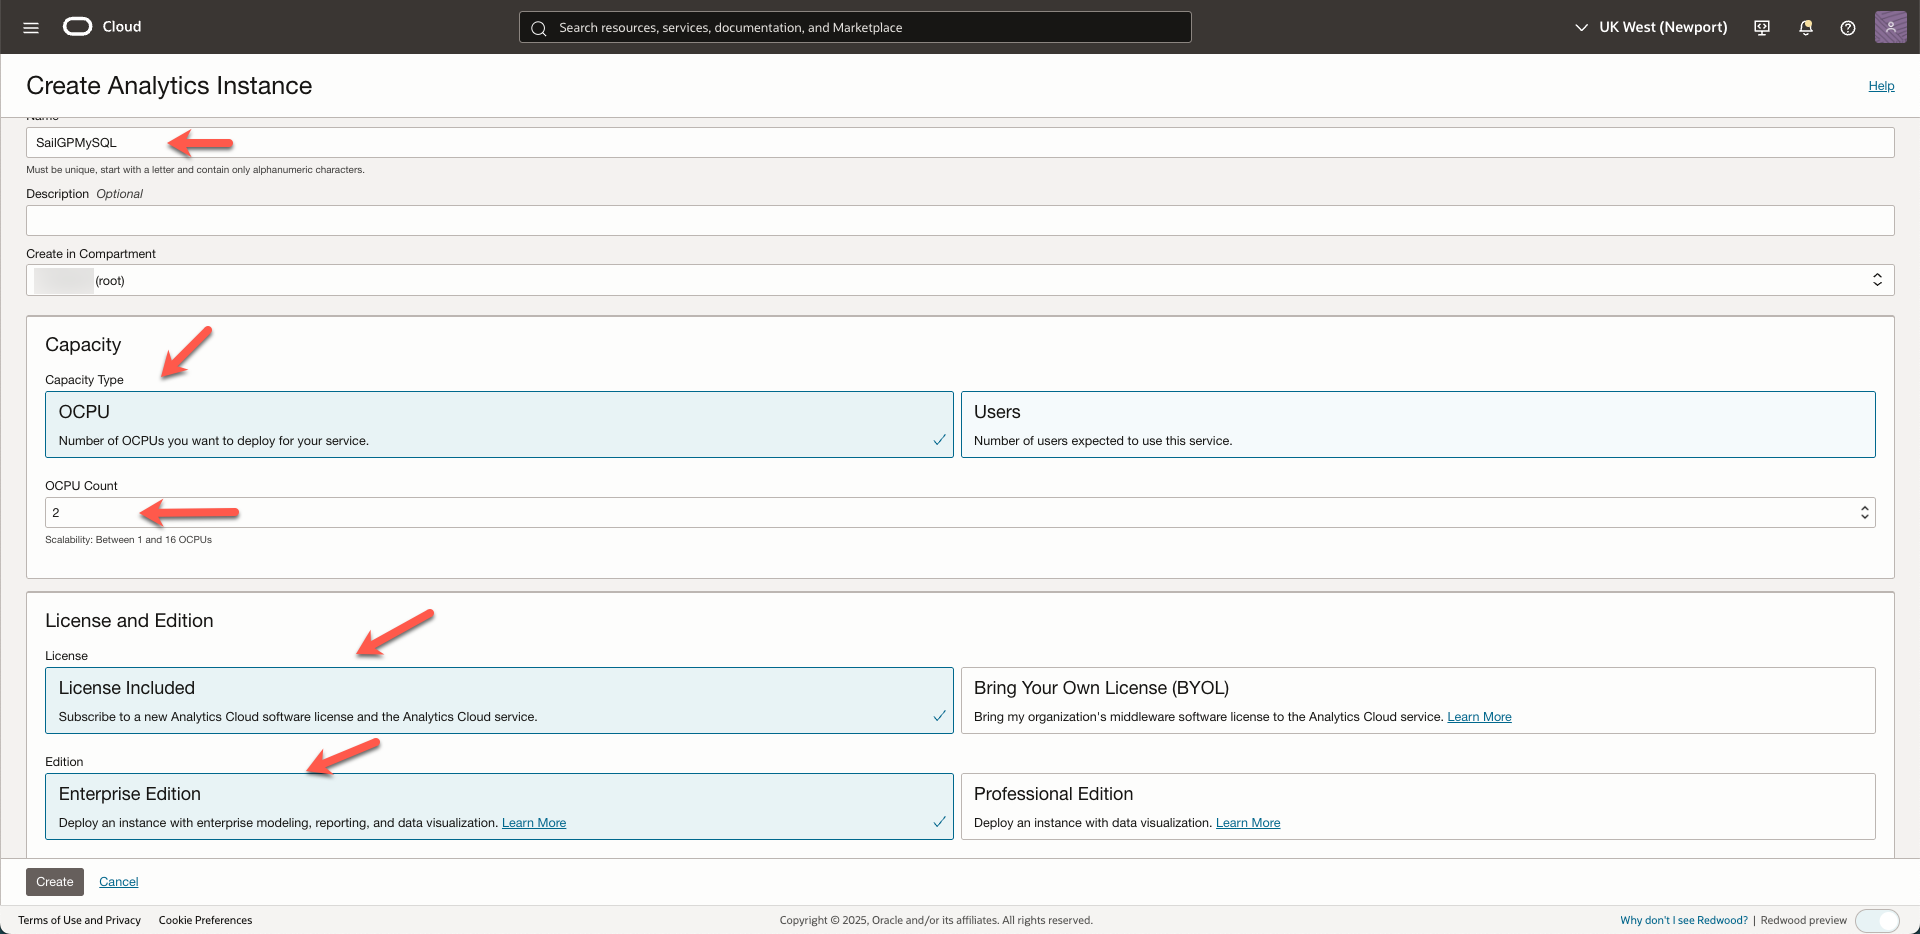 Cloud
Search resources, services, documentation, and Marketplace
UK West (Newport)
Create Analytics Instance
Help
Name
SailGPMySQL
Must be unique, start with a letter and contain only alphanumeric characters.
Description Optional
Create in Compartment
(root)
Capacity
Capacity Type
OCPU
Number of OCPUs you want to deploy for your service.
Users
Number of users expected to use this service.
OCPU Count
2
Scalability: Between 1 and 16 OCPUs
License and Edition
License
License Included
Subscribe to a new Analytics Cloud software license and the Analytics Cloud service.
Bring Your Own License (BYOL)
Bring my organization's middleware software license to the Analytics Cloud service. Learn More
Edition
Enterprise Edition
Deploy an instance with enterprise modeling, reporting, and data visualization. Learn More
Professional Edition
Deploy an instance with data visualization. Learn More
Create
Cancel
Terms of Use and Privacy
Cookie Preferences
Copyright © 2025, Oracle and/or its affiliates. All rights reserved.
Why don't I see Redwood? | Redwood preview